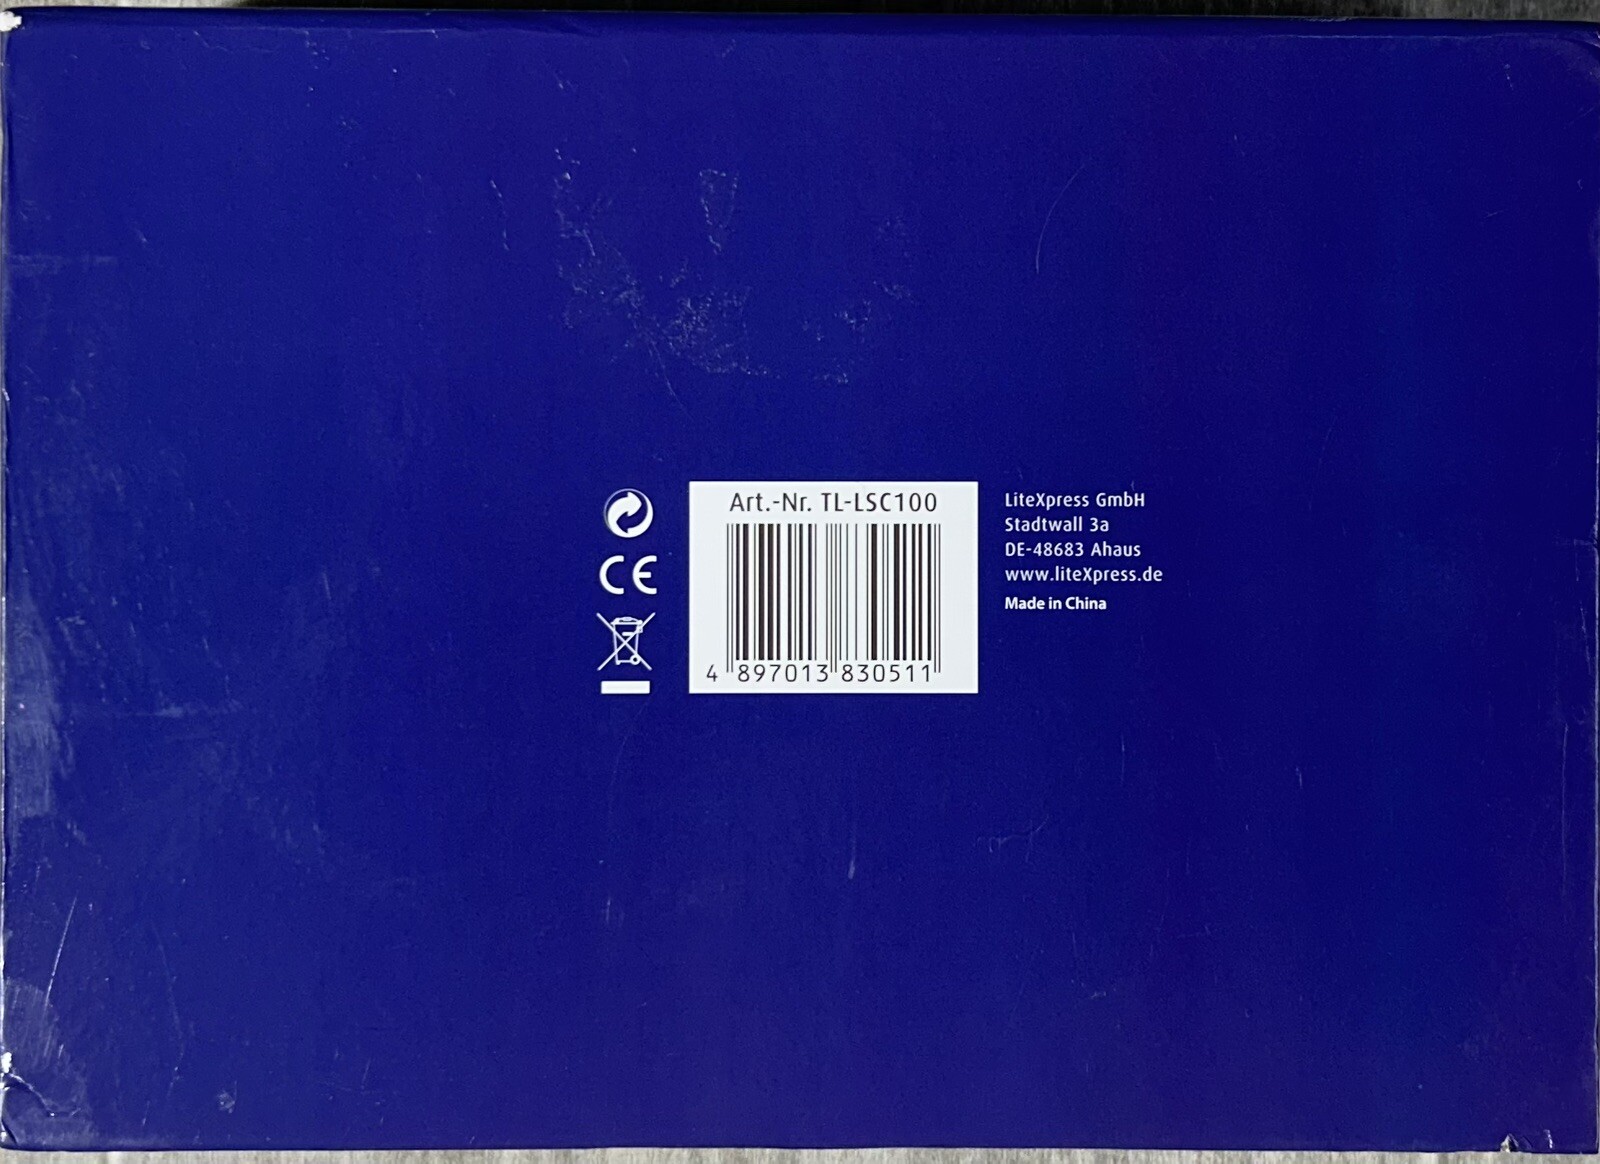 Art.-Nr. TL-LSC100
4 897013 830511
CE
LiteXpress GmbH
Stadtwall 3a
DE-48683 Ahaus
www.liteXpress.de
Made in China